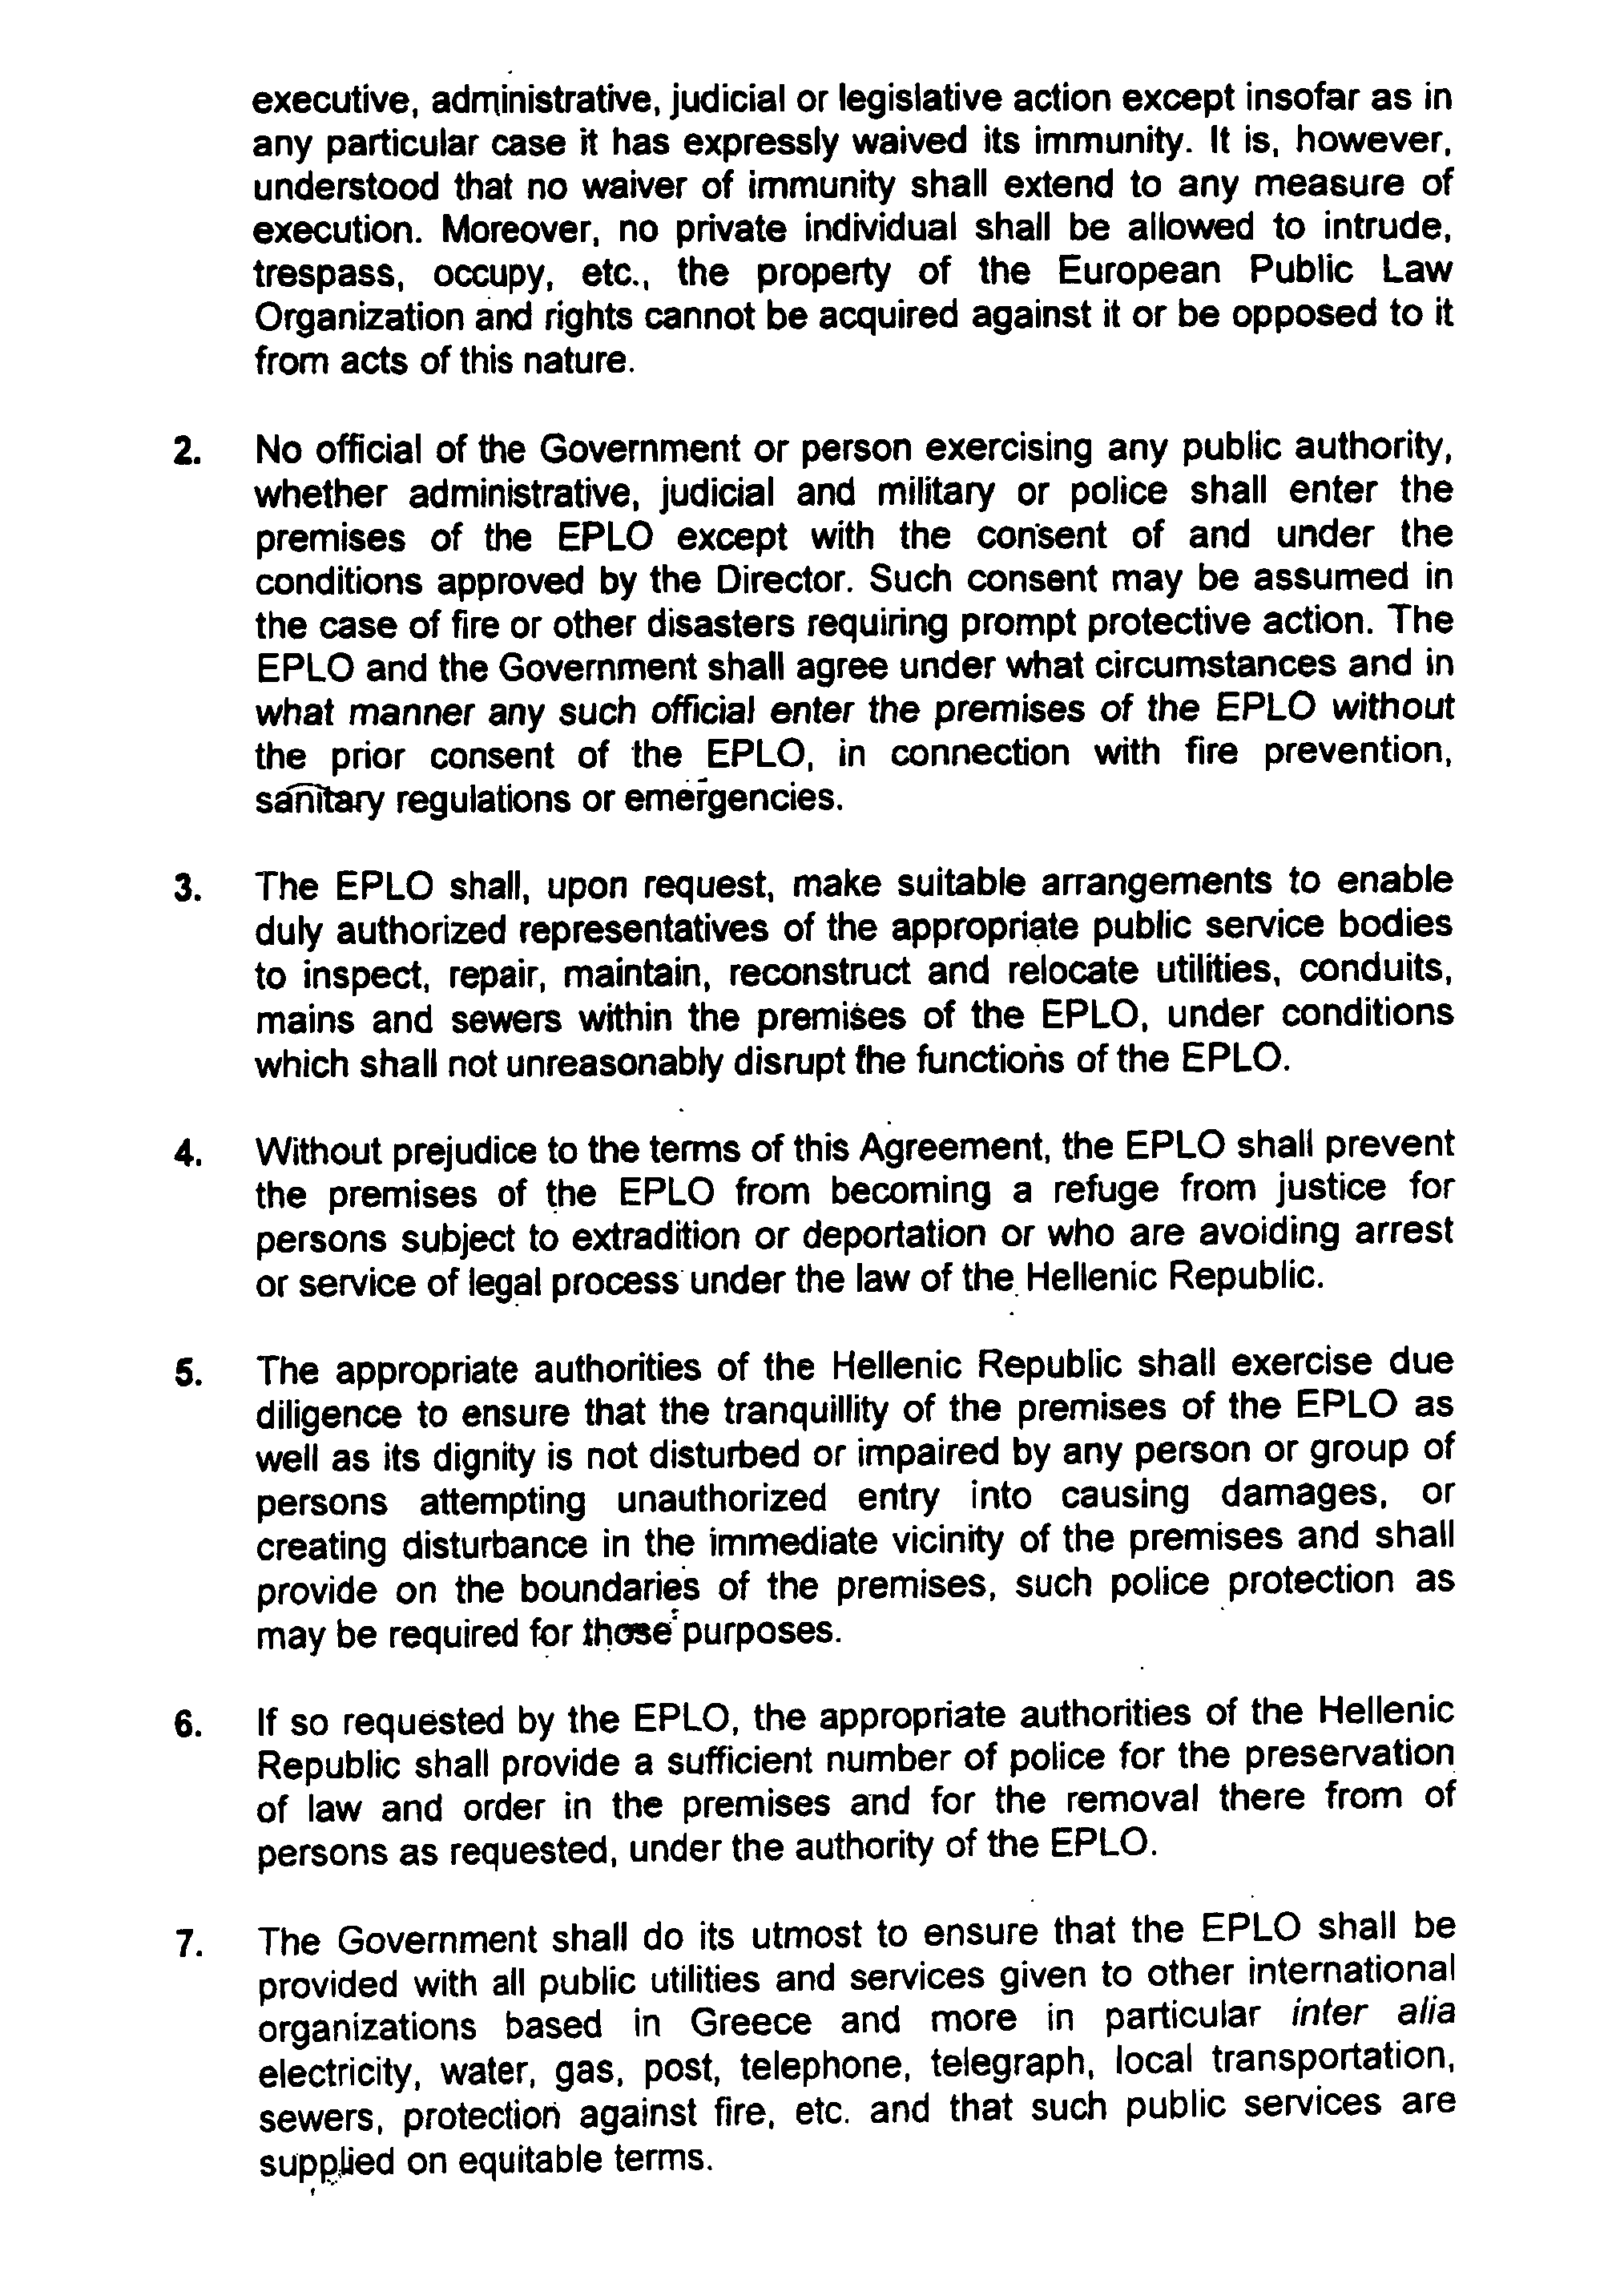 executive, administrative, judicial or legislative action except insofar as in
any particular case it has expressly waived its immunity. It is, however,
understood that no waiver of immunity shall extend to any measure of
execution. Moreover, no private individual shall be allowed to intrude,
trespass, occupy, etc., the property of the European Public Law
Organization and rights cannot be acquired against it or be opposed to it
from acts of this nature.
2. No official of the Government or person exercising any public authority,
whether administrative, judicial and military or police shall enter the
premises of the EPLO except with the consent of and under the
conditions approved by the Director. Such consent may be assumed in
the case of fire or other disasters requiring prompt protective action. The
EPLO and the Government shall agree under what circumstances and in
what manner any such official enter the premises of the EPLO without
the prior consent of the EPLO, in connection with fire prevention,
sanitary regulations or emergencies.
3. The EPLO shall, upon request, make suitable arrangements to enable
duly authorized representatives of the appropriate public service bodies
to inspect, repair, maintain, reconstruct and relocate utilities, conduits,
mains and sewers within the premises of the EPLO, under conditions
which shall not unreasonably disrupt the functions of the EPLO.
4. Without prejudice to the terms of this Agreement, the EPLO shall prevent
the premises of the EPLO from becoming a refuge from justice for
persons subject to extradition or deportation or who are avoiding arrest
or service of legal process under the law of the Hellenic Republic.
5. The appropriate authorities of the Hellenic Republic shall exercise due
diligence to ensure that the tranquillity of the premises of the EPLO as
well as its dignity is not disturbed or impaired by any person or group of
persons attempting unauthorized entry into causing damages, or
creating disturbance in the immediate vicinity of the premises and shall
provide on the boundaries of the premises, such police protection as
may be required for those purposes.
6. If so requested by the EPLO, the appropriate authorities of the Hellenic
Republic shall provide a sufficient number of police for the preservation
of law and order in the premises and for the removal there from of
persons as requested, under the authority of the EPLO.
7. The Government shall do its utmost to ensure that the EPLO shall be
provided with all public utilities and services given to other international
organizations based in Greece and more in particular inter alia
electricity, water, gas, post, telephone, telegraph, local transportation,
sewers, protection against fire, etc. and that such public services are
supplied on equitable terms.